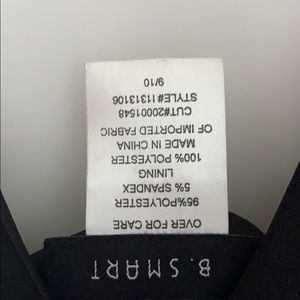 B. SMART
OVER FOR CARE
95%POLYESTER
5% SPANDEX
LINING
100% POLYESTER
MADE IN CHINA
OF IMPORTED FABRIC
CUT#20001548
STYLE# I1313106
9/10